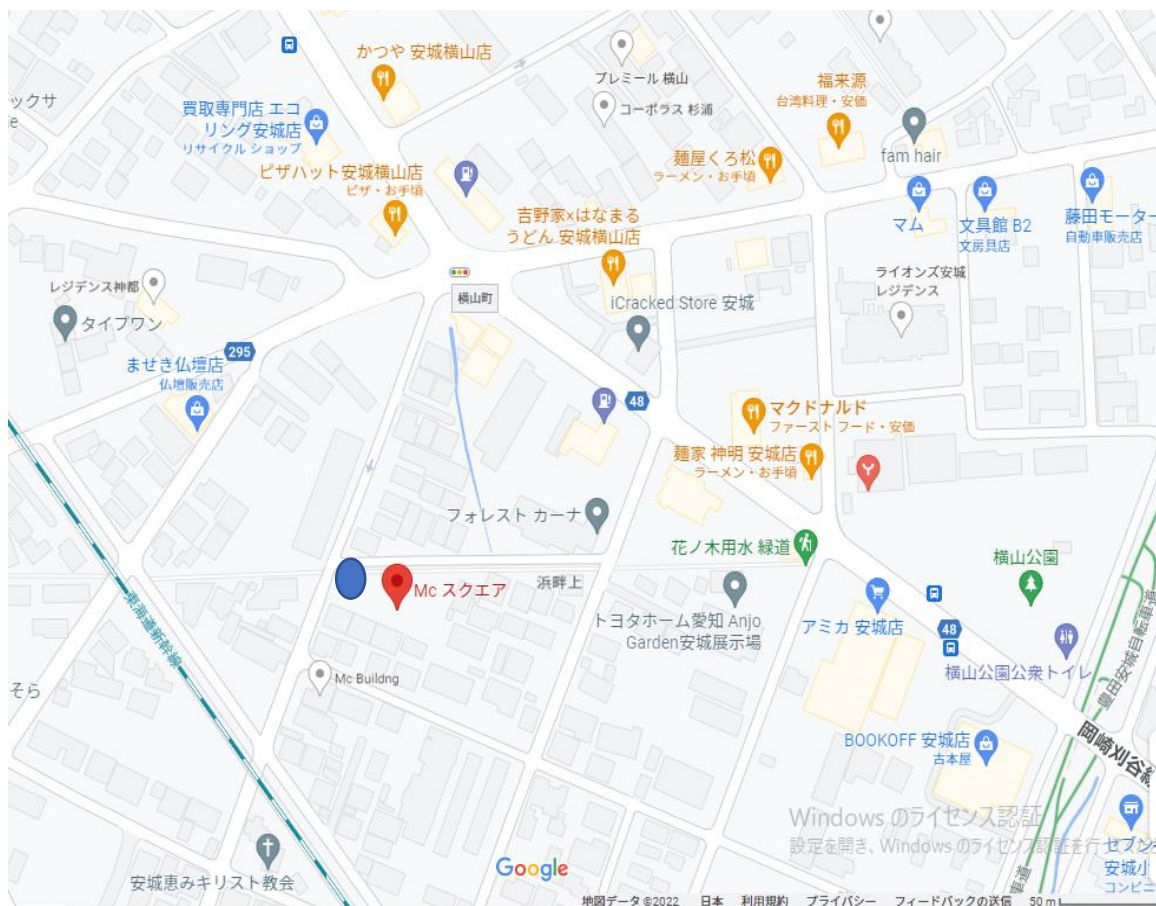 かつや 安城横山店
プレミール 横山
コーポラス 杉浦
福来源
台湾料理・安価
fam hair
ックサ
買取専門店 エコ
リング安城店
リサイクル ショップ
ピザハット安城横山店
ピザ・お手頃
麺屋くろ松
ラーメン・お手頃
吉野家×はなまる
うどん 安城横山店
マム
文具館 B2
文房具店
藤田モーター
自動車販売店
横山町
iCracked Store 安城
ライオンズ安城
レジデンス
レジデンス神都
タイプワン
295
ませき仏壇店
仏壇販売店
48
マクドナルド
ファースト フード・安価
麺家 神明 安城店
ラーメン・お手頃
フォレスト カーナ
花ノ木用水 緑道
横山公園
Mc スクエア
浜畔上
トヨタホーム愛知 Anjo
Garden安城展示場
アミカ 安城店
48
横山公園公衆トイレ
豊田安城自転車道
Mc Buildng
そら
BOOKOFF 安城店
古本屋
岡崎刈谷線
Windows のライセンス認証
設定を開き、Windows のライセンス認証を行
セブン
安城小
コンビニ
安城恵みキリスト教会
Google
車道
地図データ ©2022 日本 利用規約 プライバシー フィードバックの送信 50 m